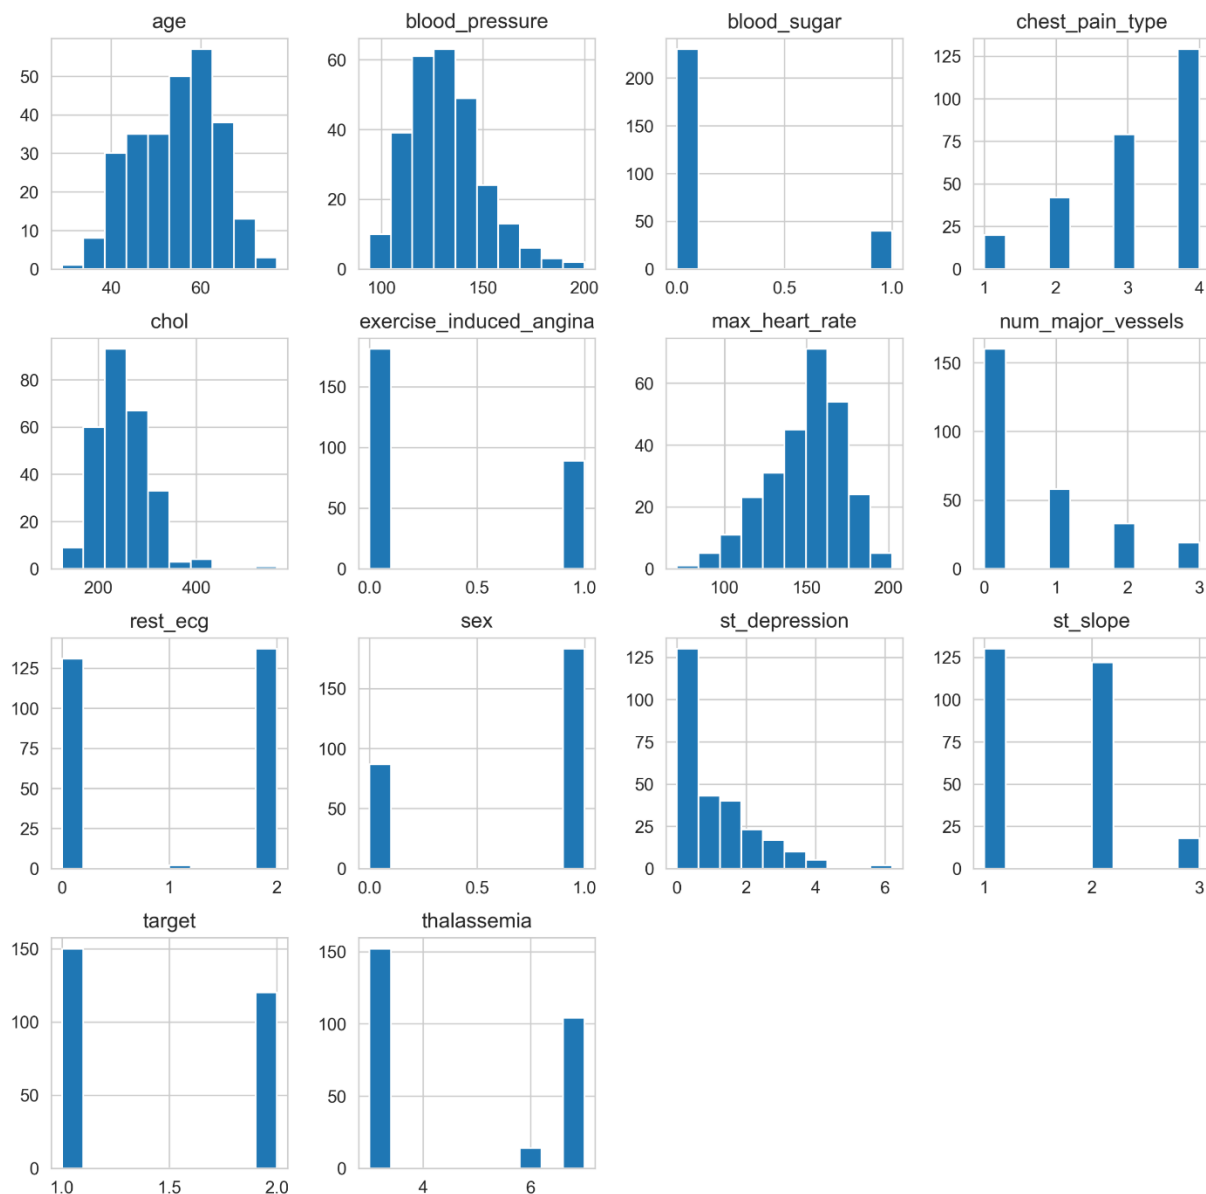 age
50
40
30
20
10
0
40 60
blood_pressure
60
40
20
0
100 150 200
blood_sugar
200
150
100
50
0
0.0 0.5 1.0
chest_pain_type
125
100
75
50
25
0
1 2 3 4
chol
80
60
40
20
0
200 400
exercise_induced_angina
150
100
50
0
0.0 0.5 1.0
max_heart_rate
60
40
20
0
100 150 200
num_major_vessels
150
100
50
0
0 1 2 3
rest_ecg
125
100
75
50
25
0
0 1 2
sex
150
100
50
0
0.0 0.5 1.0
st_depression
125
100
75
50
25
0
0 2 4 6
st_slope
125
100
75
50
25
0
1 2 3
target
150
100
50
0
1.0 1.5 2.0
thalassemia
150
100
50
0
4 6